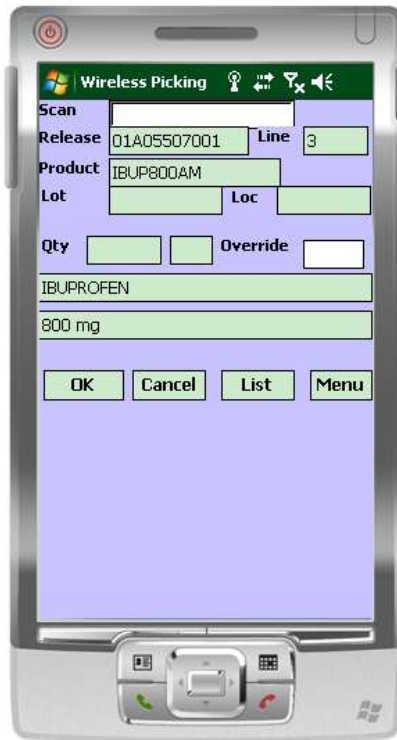 Wireless Picking
Scan
Release 01A05507001 Line 3
Product IBUP800AM
Lot Loc
Qty Override
IBUPROFEN
800 mg
OK Cancel List Menu